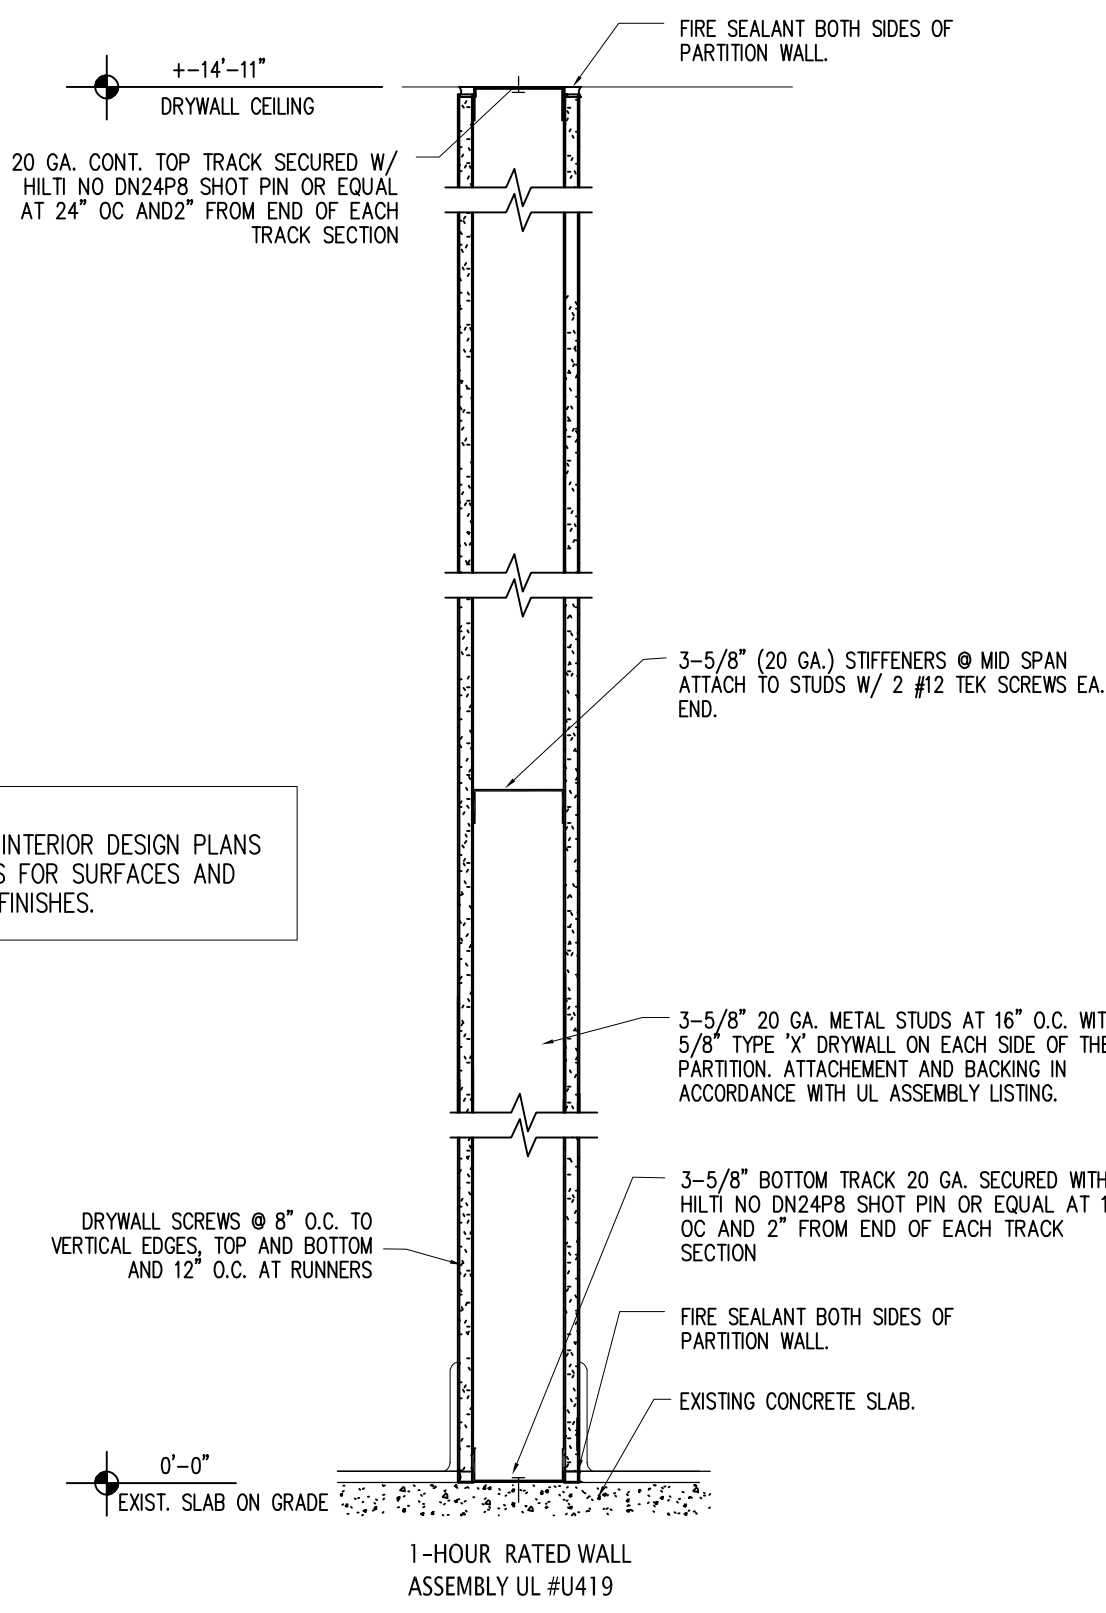 FIRE SEALANT BOTH SIDES OF
PARTITION WALL.
+-14'-11"
DRYWALL CEILING
20 GA. CONT. TOP TRACK SECURED W/
HILTI NO DN24P8 SHOT PIN OR EQUAL
AT 24" OC AND2" FROM END OF EACH
TRACK SECTION
3-5/8" (20 GA.) STIFFENERS @ MID SPAN
ATTACH TO STUDS W/ 2 #12 TEK SCREWS EA.
END.
INTERIOR DESIGN PLANS
FOR SURFACES AND
FINISHES.
3-5/8" 20 GA. METAL STUDS AT 16" O.C.
5/8" TYPE 'X' DRYWALL ON EACH SIDE OF THE
PARTITION. ATTACHEMENT AND BACKING IN
ACCORDANCE WITH UL ASSEMBLY LISTING.
3-5/8" BOTTOM TRACK 20 GA. SECURED WITH
HILTI NO DN24P8 SHOT PIN OR EQUAL AT
OC AND 2" FROM END OF EACH TRACK
SECTION
DRYWALL SCREWS @ 8" O.C. TO
VERTICAL EDGES, TOP AND BOTTOM
AND 12" O.C. AT RUNNERS
FIRE SEALANT BOTH SIDES OF
PARTITION WALL.
EXISTING CONCRETE SLAB.
0'-0"
EXIST. SLAB ON GRADE
1-HOUR RATED WALL
ASSEMBLY UL #U419